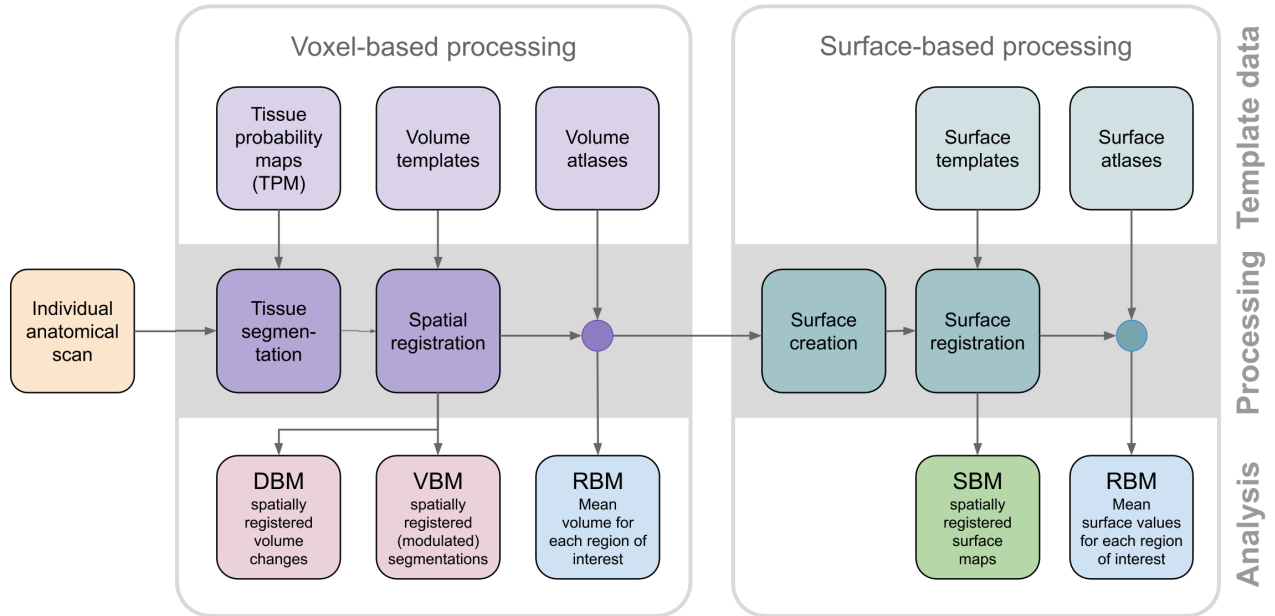 Voxel-based processing
Surface-based processing
Template data
Tissue
probability
maps
(TPM)
Volume
templates
Volume
atlases
Surface
templates
Surface
atlases
Processing
Individual
anatomical
scan
Tissue
segmen-
tation
Spatial
registration
Surface
creation
Surface
registration
Analysis
DBM
spatially
registered
volume
changes
VBM
spatially
registered
(modulated)
segmentations
RBM
Mean
volume for
each region of
interest
SBM
spatially
registered
surface
maps
RBM
Mean
surface values
for each region
of interest